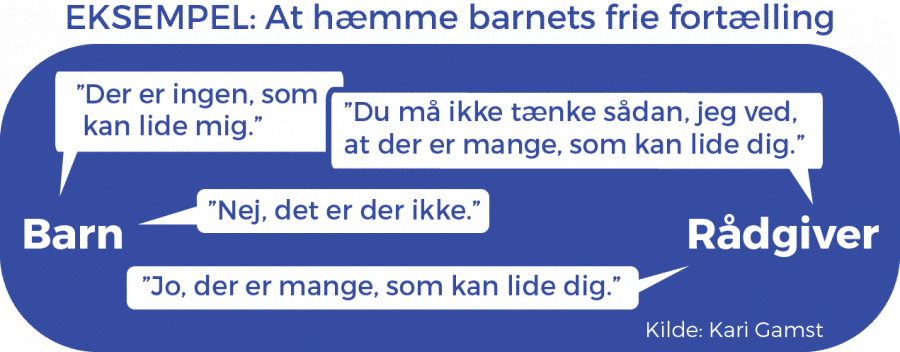 EKSEMPEL: At hæmme barnets frie fortælling
”Der er ingen, som
kan lide mig.”
”Du må ikke tænke sådan, jeg ved,
at der er mange, som kan lide dig.”
”Nej, det er der ikke.”
Barn
Rådgiver
”Jo, der er mange, som kan lide dig.”
Kilde: Kari Gamst